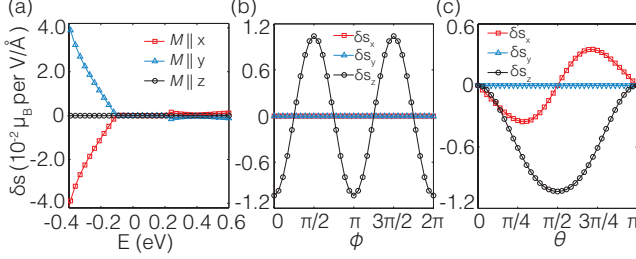 (a)
δs (10⁻² μ_B per V/Å)
4.0
2.0
0
-2.0
-4.0
M || x
M || y
M || z
-0.4 -0.2 0 0.2 0.4 0.6
E (eV)
(b)
1.2
0.6
0
-0.6
-1.2
δs_x
δs_y
δs_z
0 π/2 π 3π/2 2π
ϕ
(c)
0.6
0
-0.6
-1.2
δs_x
δs_y
δs_z
0 π/4 π/2 3π/4 π
θ